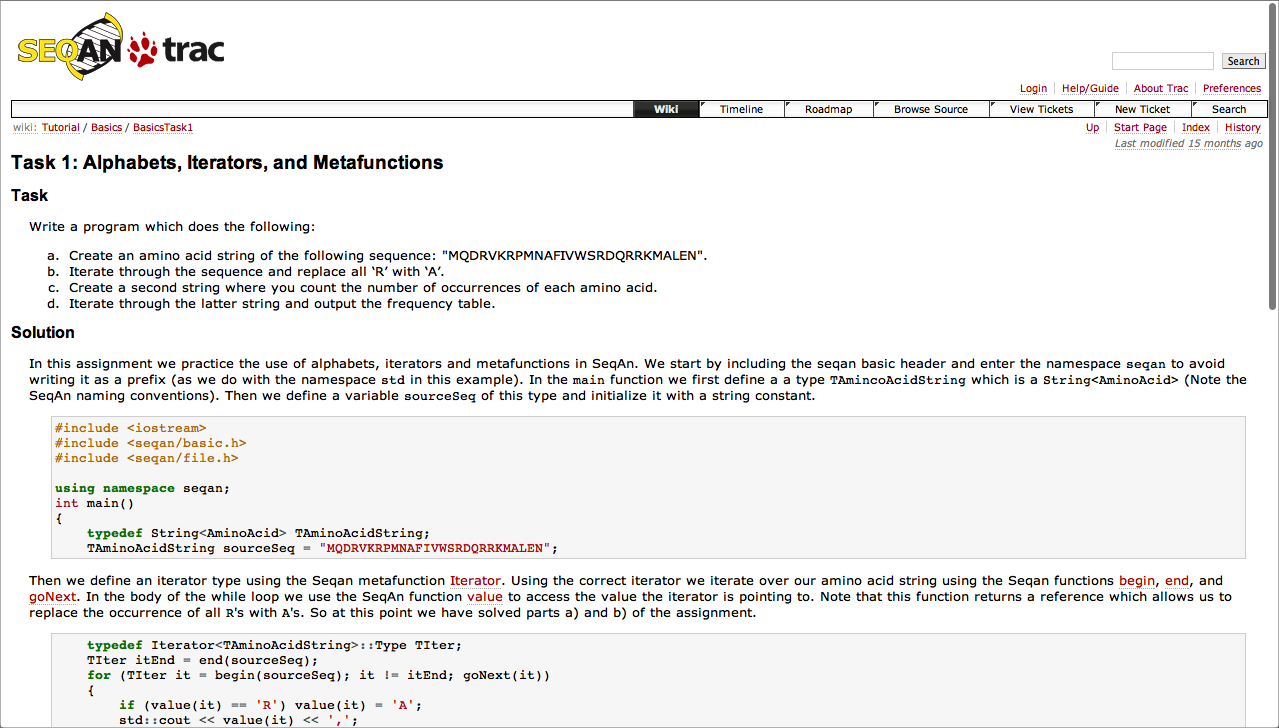 SEQAN trac
Search
Login Help/Guide About Trac Preferences
Wiki Timeline Roadmap Browse Source View Tickets New Ticket Search
wiki: Tutorial / Basics / BasicsTask1
Up Start Page Index History
Last modified 15 months ago
Task 1: Alphabets, Iterators, and Metafunctions
Task
Write a program which does the following:
a. Create an amino acid string of the following sequence: "MQDRVKRPMNAFIVWSRDQRRKMALEN".
b. Iterate through the sequence and replace all ‘R’ with ‘A’.
c. Create a second string where you count the number of occurrences of each amino acid.
d. Iterate through the latter string and output the frequency table.
Solution
In this assignment we practice the use of alphabets, iterators and metafunctions in SeqAn. We start by including the seqan basic header and enter the namespace seqan to avoid
writing it as a prefix (as we do with the namespace std in this example). In the main function we first define a a type TAmincoAcidString which is a String<AminoAcid> (Note the
SeqAn naming conventions). Then we define a variable sourceSeq of this type and initialize it with a string constant.
#include <iostream>
#include <seqan/basic.h>
#include <seqan/file.h>
using namespace seqan;
int main()
{
typedef String<AminoAcid> TAminoAcidString;
TAminoAcidString sourceSeq = "MQDRVKRPMNAFIVWSRDQRRKMALEN";
Then we define an iterator type using the Seqan metafunction Iterator. Using the correct iterator we iterate over our amino acid string using the Seqan functions begin, end, and
goNext. In the body of the while loop we use the SeqAn function value to access the value the iterator is pointing to. Note that this function returns a reference which allows us to
replace the occurrence of all R's with A's. So at this point we have solved parts a) and b) of the assignment.
typedef Iterator<TAminoAcidString>::Type TIter;
TIter itEnd = end(sourceSeq);
for (TIter it = begin(sourceSeq); it != itEnd; goNext(it))
{
if (value(it) == 'R') value(it) = 'A';
std::cout << value(it) << ',';